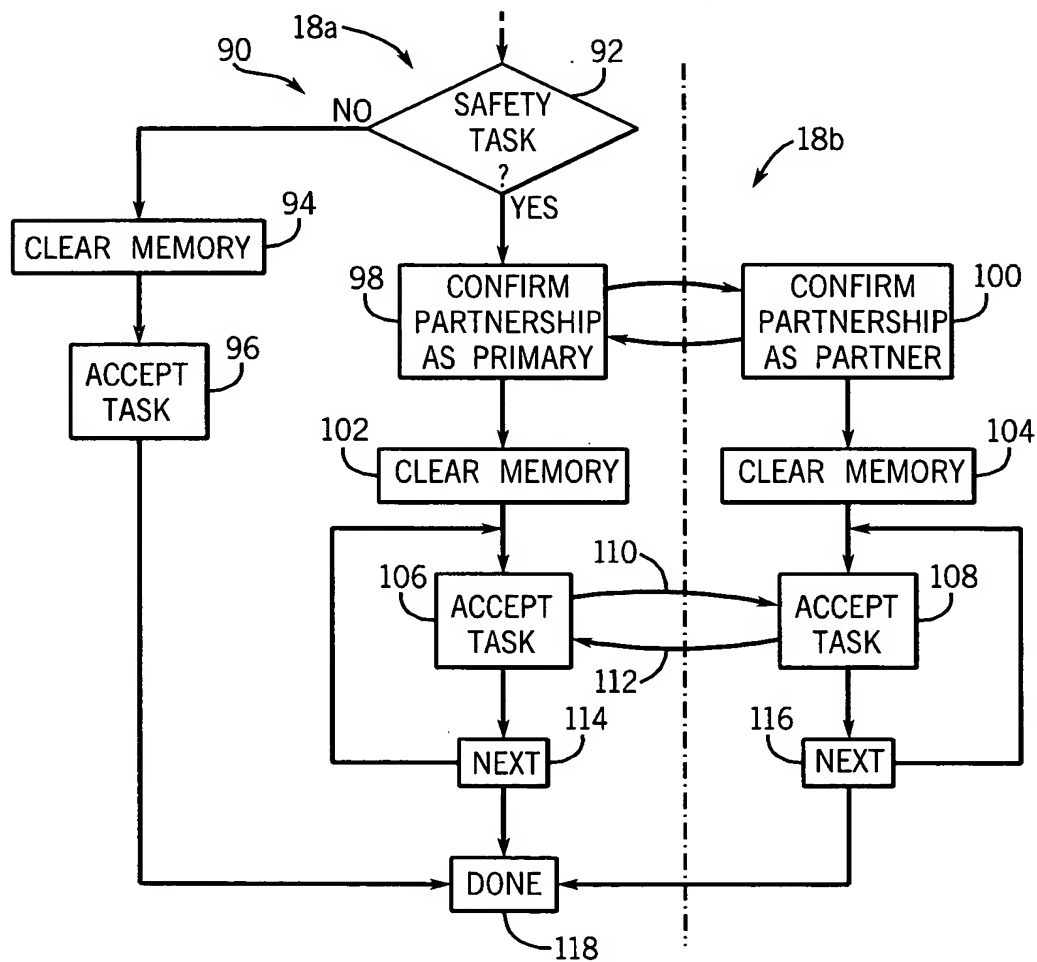 18a
90
92
SAFETY
TASK
?
NO
YES
18b
94
CLEAR MEMORY
98
CONFIRM
PARTNERSHIP
AS PRIMARY
100
CONFIRM
PARTNERSHIP
AS PARTNER
96
ACCEPT
TASK
102
CLEAR MEMORY
104
CLEAR MEMORY
106
ACCEPT
TASK
110
112
108
ACCEPT
TASK
114
NEXT
116
NEXT
DONE
118